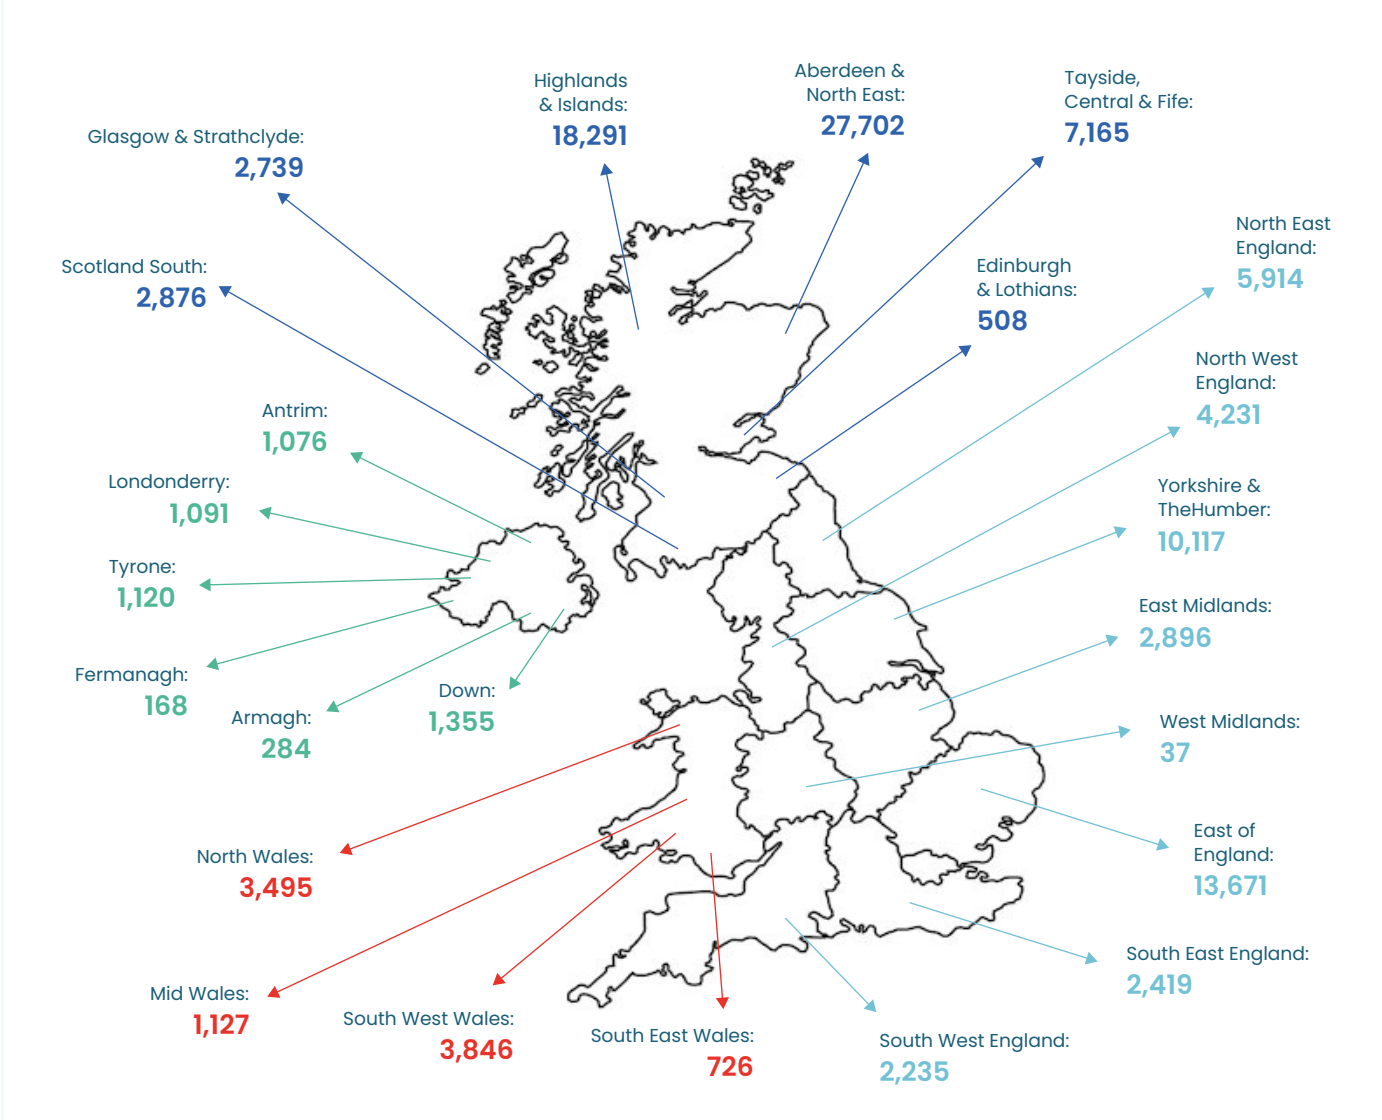 Highlands
& Islands:
18,291
Aberdeen &
North East:
27,702
Tayside,
Central & Fife:
7,165
Glasgow & Strathclyde:
2,739
Scotland South:
2,876
Edinburgh
& Lothians:
508
North East
England:
5,914
North West
England:
4,231
Antrim:
1,076
Londonderry:
1,091
Tyrone:
1,120
Fermanagh:
168
Armagh:
284
Down:
1,355
Yorkshire &
TheHumber:
10,117
East Midlands:
2,896
West Midlands:
37
East of
England:
13,671
South East England:
2,419
South West England:
2,235
North Wales:
3,495
Mid Wales:
1,127
South West Wales:
3,846
South East Wales:
726